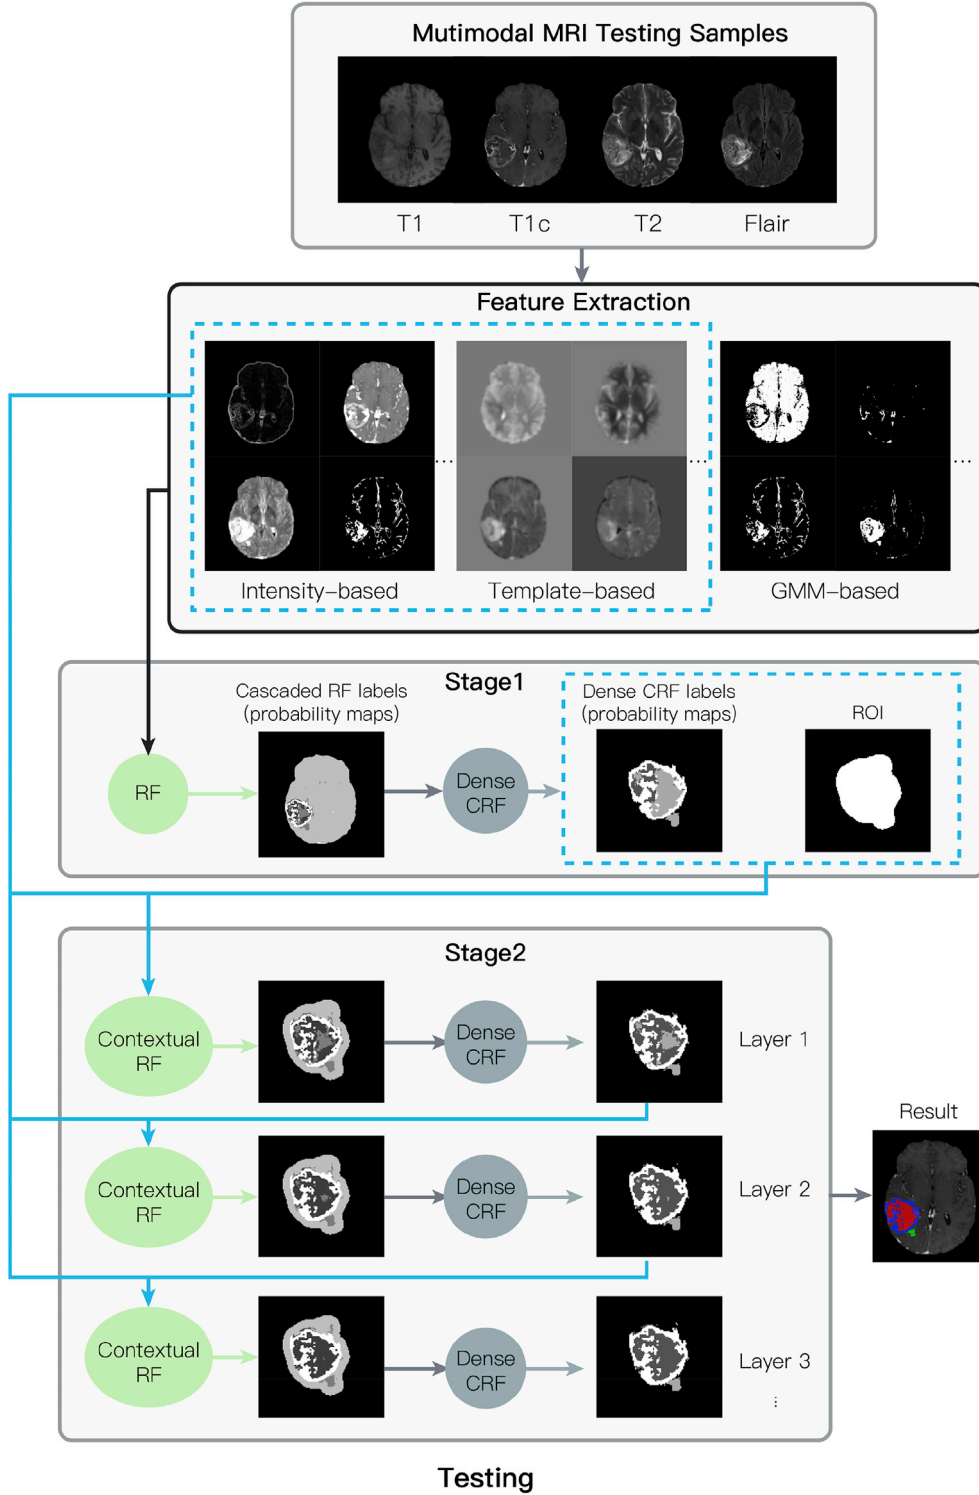 Mutimodal MRI Testing Samples
T1 T1c T2 Flair
Feature Extraction
... ... ...
Intensity-based Template-based GMM-based
Stage1
Cascaded RF labels
(probability maps)
Dense CRF labels
(probability maps)
ROI
RF
Dense
CRF
Stage2
Contextual
RF
Dense
CRF
Layer 1
Contextual
RF
Dense
CRF
Layer 2
Result
Contextual
RF
Dense
CRF
Layer 3
⋮
Testing